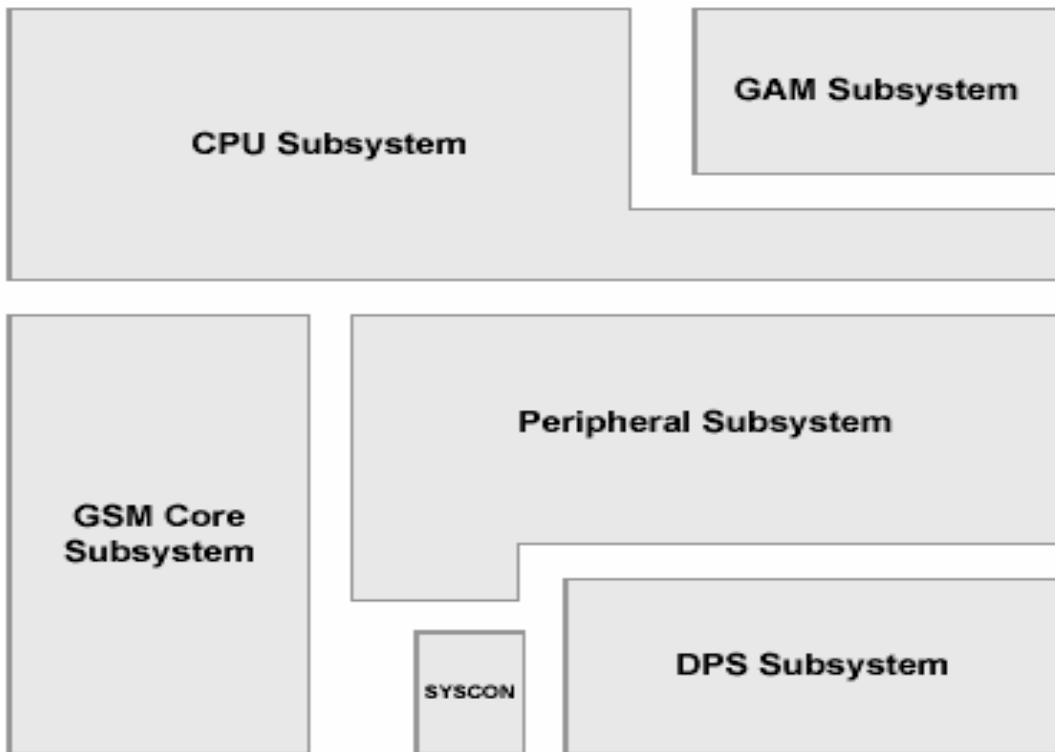 CPU Subsystem
GAM Subsystem
Peripheral Subsystem
GSM Core
Subsystem
DPS Subsystem
SYSCON